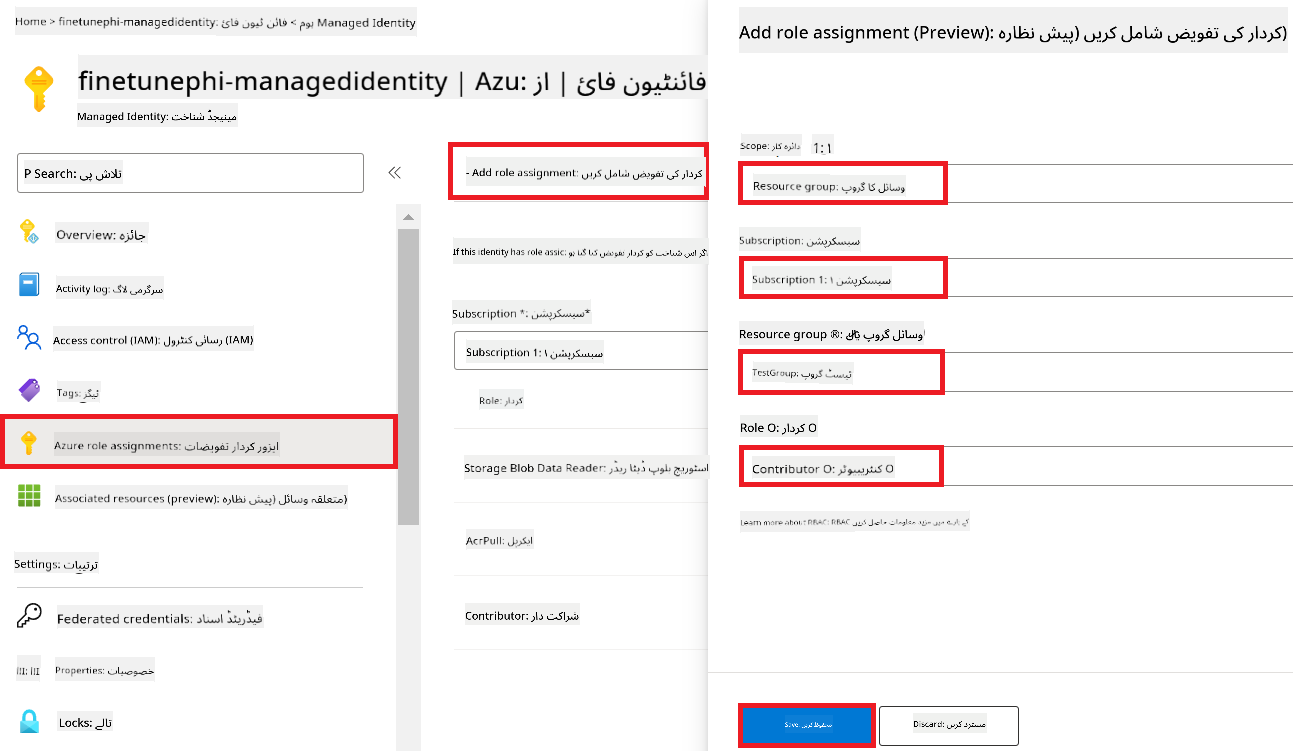 Home > finetunephi-managedidentity: ہوم > فائن ٹیون فائ Managed Identity
finetunephi-managedidentity | Azu: فائنٹیون فائ | از
Managed Identity: مینیجڈ شناخت
P Search: تلاش پی
Overview: جائزہ
Activity log: سرگرمی لاگ
Access control (IAM): رسائی کنٹرول (IAM)
Tags: ٹیگز
Azure role assignments: ایزور کردار تفویضات
Associated resources (preview): متعلقہ وسائل (پیش نظارہ)
Settings: ترتیبات
Federated credentials: فیڈریٹڈ اسناد
Properties: خصوصیات
Locks: تالے
- Add role assignment: کردار کی تفویض شامل کریں
If this identity has role assic: اگر اس شناخت کو کردار تفویض کیا گیا ہو
Subscription *: سبسکرپشن*
Subscription 1: سبسکرپشن ۱
Role: کردار
Storage Blob Data Reader: اسٹوریج بلوب ڈیٹا ریڈر
AcrPull: ایکرپل
Contributor: شراکت دار
Add role assignment (Preview): کردار کی تفویض شامل کریں (پیش نظارہ)
Scope: دائرہ کار
1: ۱
Resource group: وسائل کا گروپ
Subscription: سبسکرپشن
Subscription 1: سبسکرپشن ۱
Resource group ®: وسائل گروپ
TestGroup: ٹیسٹ گروپ
Role O: کردار O
Contributor O: کنٹریبیوٹر O
Learn more about RBAC: RBAC کے بارے میں مزید معلومات حاصل کریں
Save: محفوظ کریں
Discard: مسترد کریں